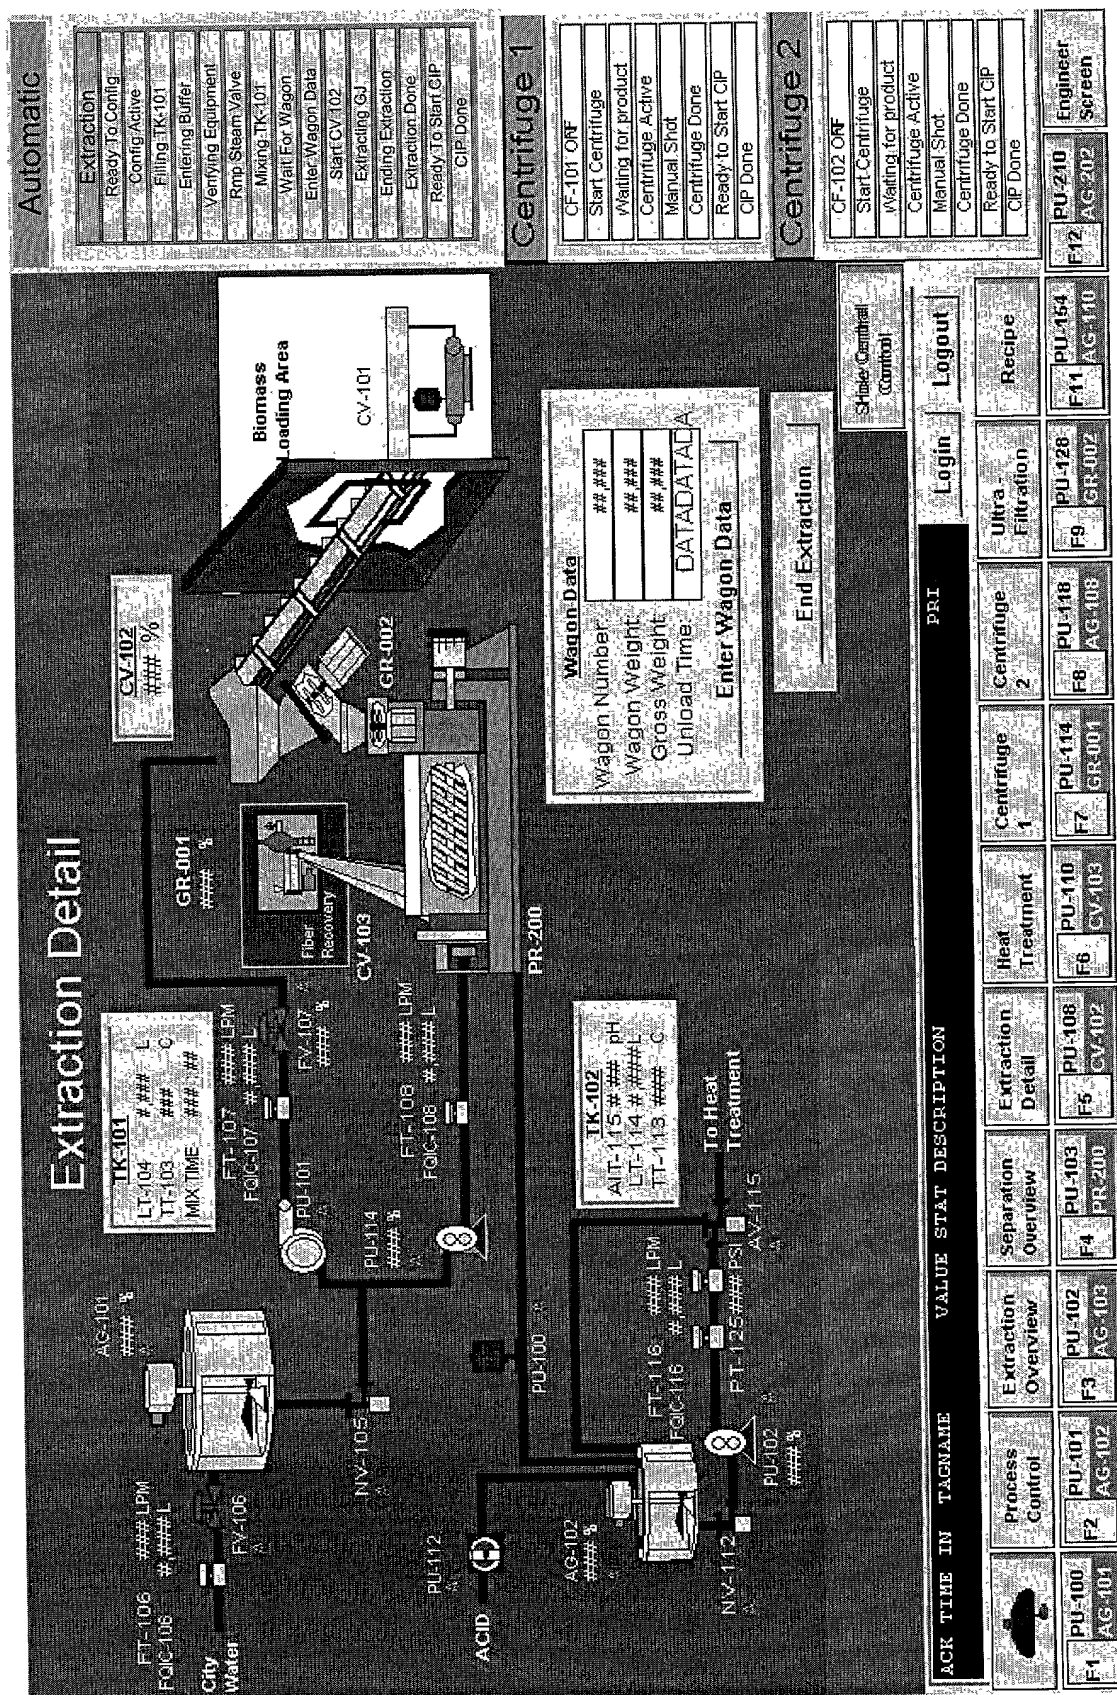 Extraction Detail
Automatic
Extraction
Ready To Config
Config Active
Filling TK-101
Entering Buffer
Verifying Equipment
Rmp Steam Valve
Mixing TK-101
Wait For Wagon
Enter Wagon Data
Start CV-102
Extracting GJ
Ending Extraction
Extraction Done
Ready To Start CIP
CIP Done
Centrifuge 1
CF-101 OFF
Start Centrifuge
Waiting for product
Centrifuge Active
Manual Shot
Centrifuge Done
Ready to Start CIP
CIP Done
Centrifuge 2
CF-102 OFF
Start Centrifuge
Waiting for product
Centrifuge Active
Manual Shot
Centrifuge Done
Ready to Start CIP
CIP Done
FT-106 #### LPM
FQIC-106 #,#### L
City
Water
FV-106
A
AG-101
#### %
A
NV-105
A
TK-101
LT-104 #,### L
TT-103 ### C
MIX TIME ###:##
FT-107 #### LPM
FQIC-107 #,#### L
PU-101
A
FV-107 A
#### %
GR-001
#### %
CV-102
#### %
Biomass
Loading Area
CV-101
Fiber
Recovery
CV-103
GR-002
PR-200
PU-114
#### %
A
FT-108 #### LPM
FQIC-108 #,#### L
PU-100 A
PU-112
A
ACID
AG-102
#### %
A
NV-112
A
PU-102 A
#### %
FT-116 #### LPM
FQIC-116 #,#### L
PT-125 #### PSI
AV-115
A
TK-102
AIT-115 #.## pH
LT-114 #,#### L
TT-113 ### C
To Heat
Treatment
Wagon Data
Wagon Number: ##,###
Wagon Weight: ##,###
Gross Weight: ##,###
Unload Time: DATADATADA
Enter Wagon Data
End Extraction
Login
Logout
ACK TIME IN TAGNAME VALUE STAT DESCRIPTION PRI
Process
Control
Extraction
Overview
Separation
Overview
Extraction
Detail
Heat
Treatment
Centrifuge
1
Centrifuge
2
Ultra -
Filtration
Recipe
Engineer
Screen
F1 PU-100
AG-101
F2 PU-101
AG-102
F3 PU-102
AG-103
F4 PU-103
PR-200
F5 PU-108
CV-102
F6 PU-110
CV-103
F7 PU-114
GR-001
F8 PU-118
AG-108
F9 PU-128
GR-002
F11 PU-154
AG-110
F12 PU-210
AG-202